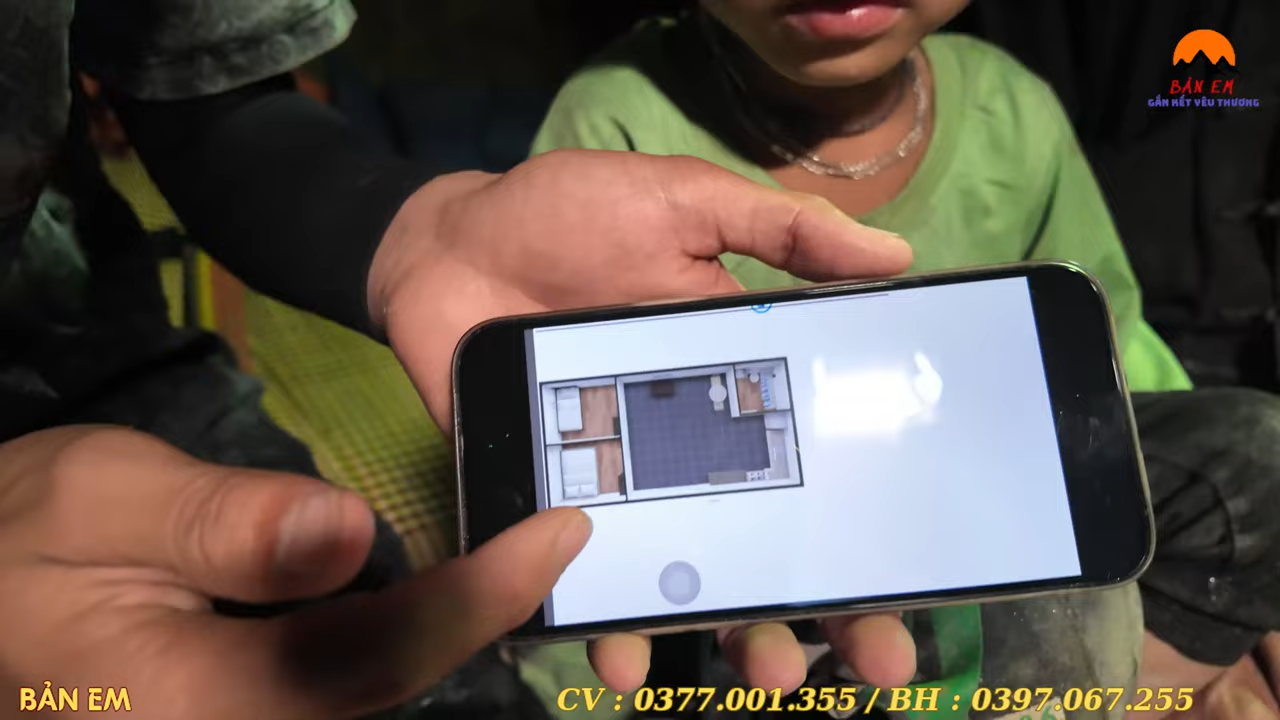 BẢN EM
GẮN KẾT YÊU THƯƠNG
BẢN EM
CV : 0377.001.355 / BH : 0397.067.255